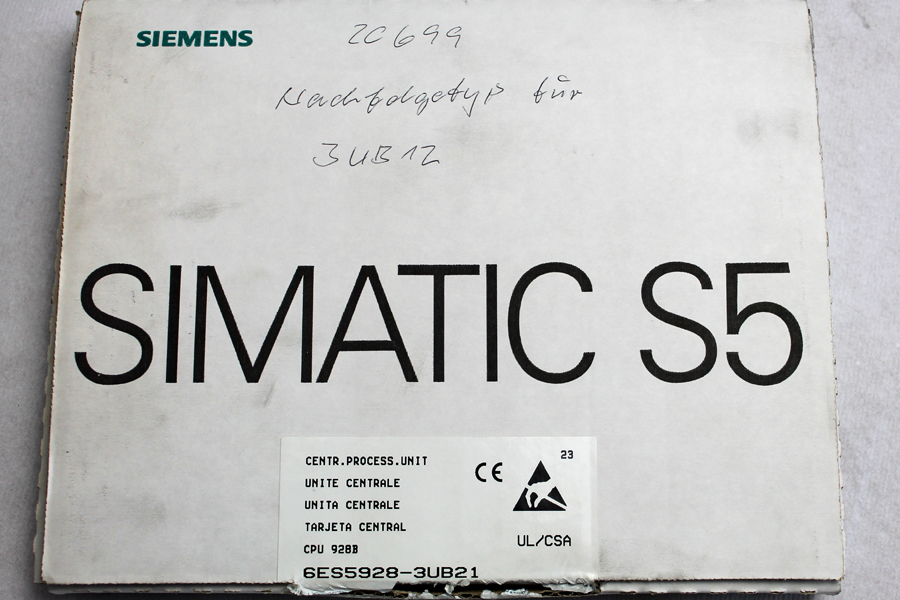 SIEMENS
2C699
Nachfolgetyp für
3UB12
SIMATIC S5
CENTR.PROCESS.UNIT
UNITE CENTRALE
UNITA CENTRALE
TARJETA CENTRAL
CPU 928B
6ES5928-3UB21
CE
23
UL/CSA